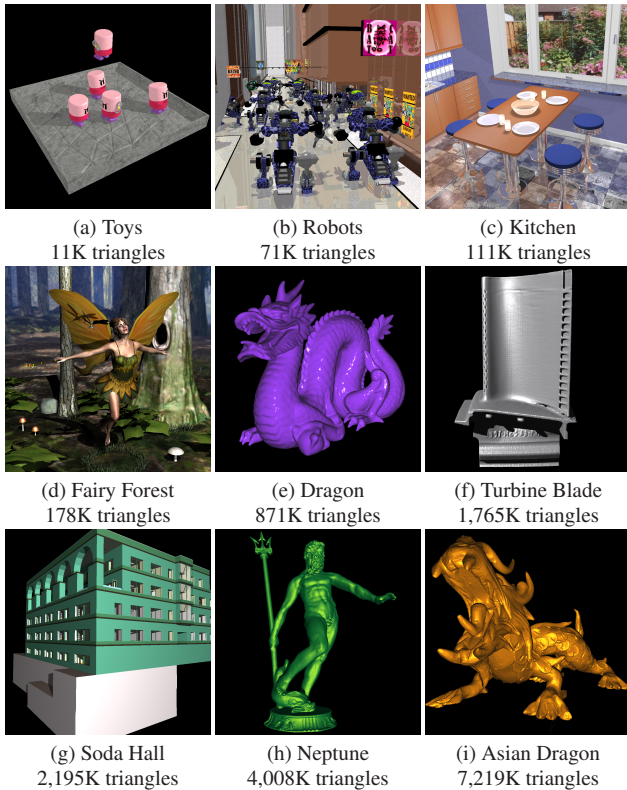 (a) Toys
11K triangles
(b) Robots
71K triangles
(c) Kitchen
111K triangles
(d) Fairy Forest
178K triangles
(e) Dragon
871K triangles
(f) Turbine Blade
1,765K triangles
(g) Soda Hall
2,195K triangles
(h) Neptune
4,008K triangles
(i) Asian Dragon
7,219K triangles